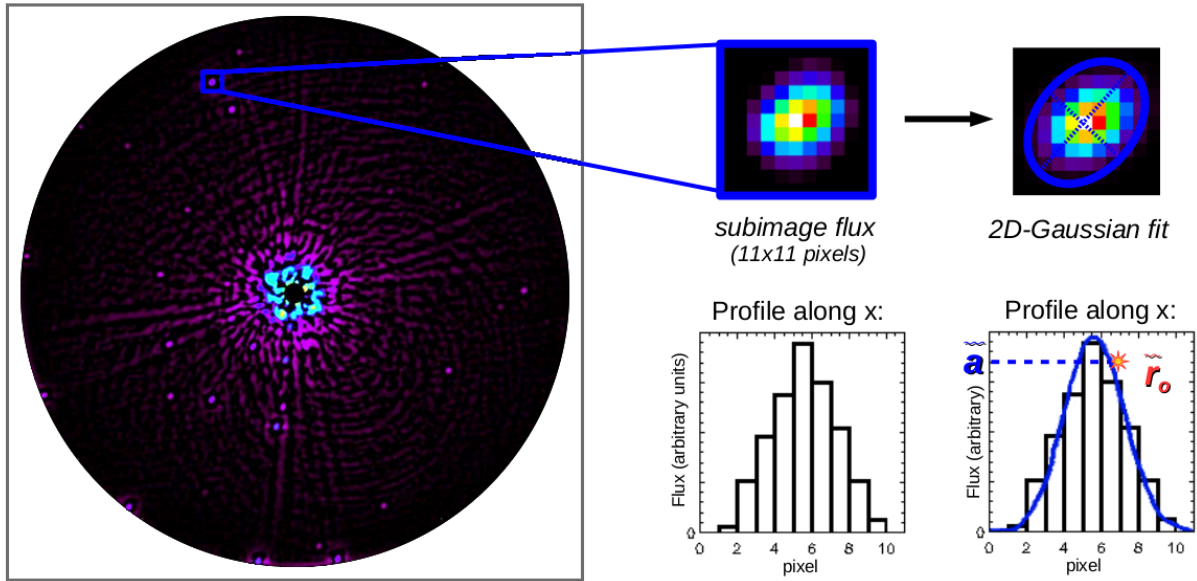 subimage flux
(11x11 pixels)
2D-Gaussian fit
Profile along x:
Flux (arbitrary units)
0
0 2 4 6 8 10
pixel
Profile along x:
ã
r̃ₒ
Flux (arbitrary)
0
0 2 4 6 8 10
pixel